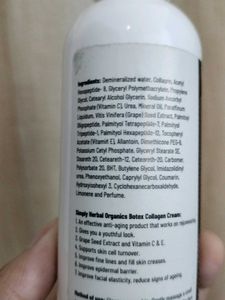 Ingredients: Demineralized water, Collagen, Acetyl
Hexapeptide- 8, Glyceryl Polymethacrylate, Propylene
Glycol, Cetearyl Alcohol Glycerin, Sodium Ascorbyl
Phosphate (Vitamin C), Urea, Mineral Oil, Paraffinum
Liquidum, Vitis Vinifera (Grape) Seed Extract, Palmitoyl
Oligopeptide, Palmitoyl Tetrapeptide-7, Palmitoyl
Tripeptide-1, Palmitoyl Hexapeptide-12, Tocopheryl
Acetate (Vitamin E), Allantoin, Dimethicone PEG-8,
Potassium Cetyl Phosphate, Glyceryl Stearate SE,
Steareth 20, Ceteareth-12, Ceteareth-20, Carbomer,
Polysorbate 20, BHT, Butylene Glycol, Imidazolidinyl
urea, Phenoxyethanol, Caprylyl Glycol, Coumarin,
Hydroxyisohexyl 3, Cyclohexanecarboxaldehyde,
Limonene and Perfume.
Simply Herbal Organics Botox Collagen Cream:
1. An effective anti-aging product that works on rejuvenating
2. Gives you a youthful look.
3. Grape Seed Extract and Vitamin C & E.
4. Supports skin cell turnover.
5. Improve fine lines and fill skin creases.
6. Improve epidermal barrier.
7. Improve facial elasticity, reduce signs of ageing.